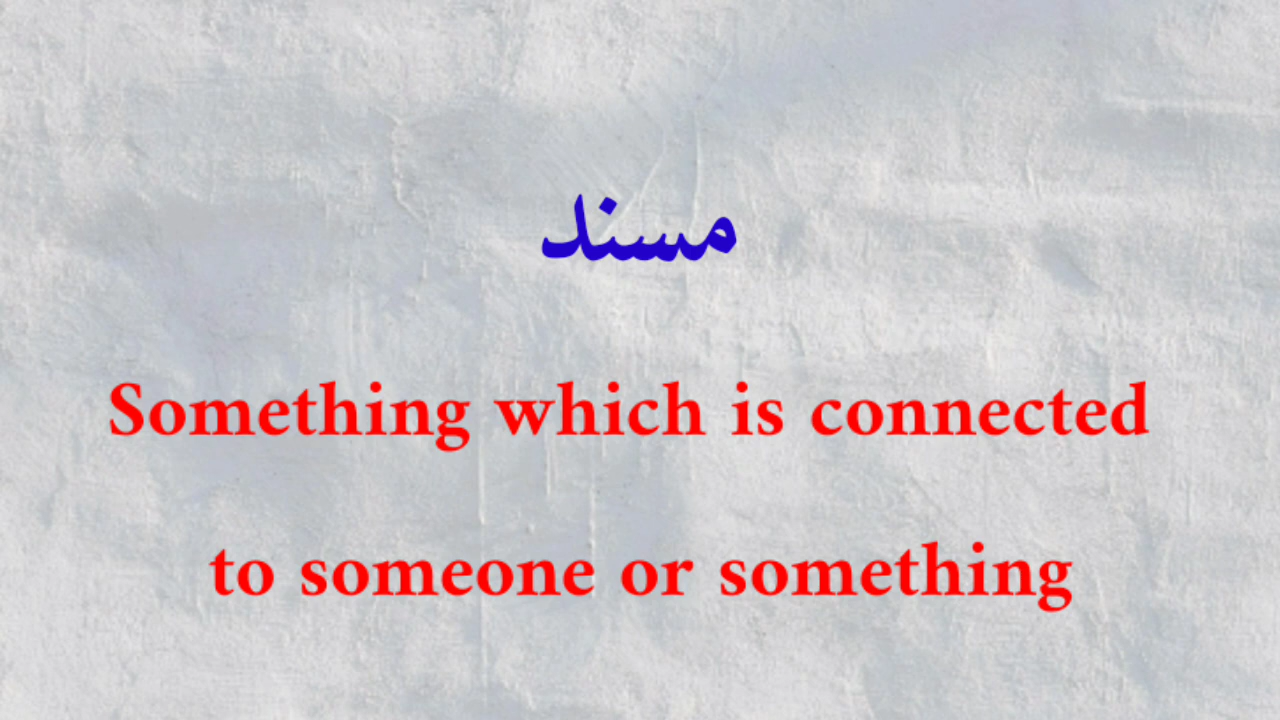 مسند
Something which is connected
to someone or something